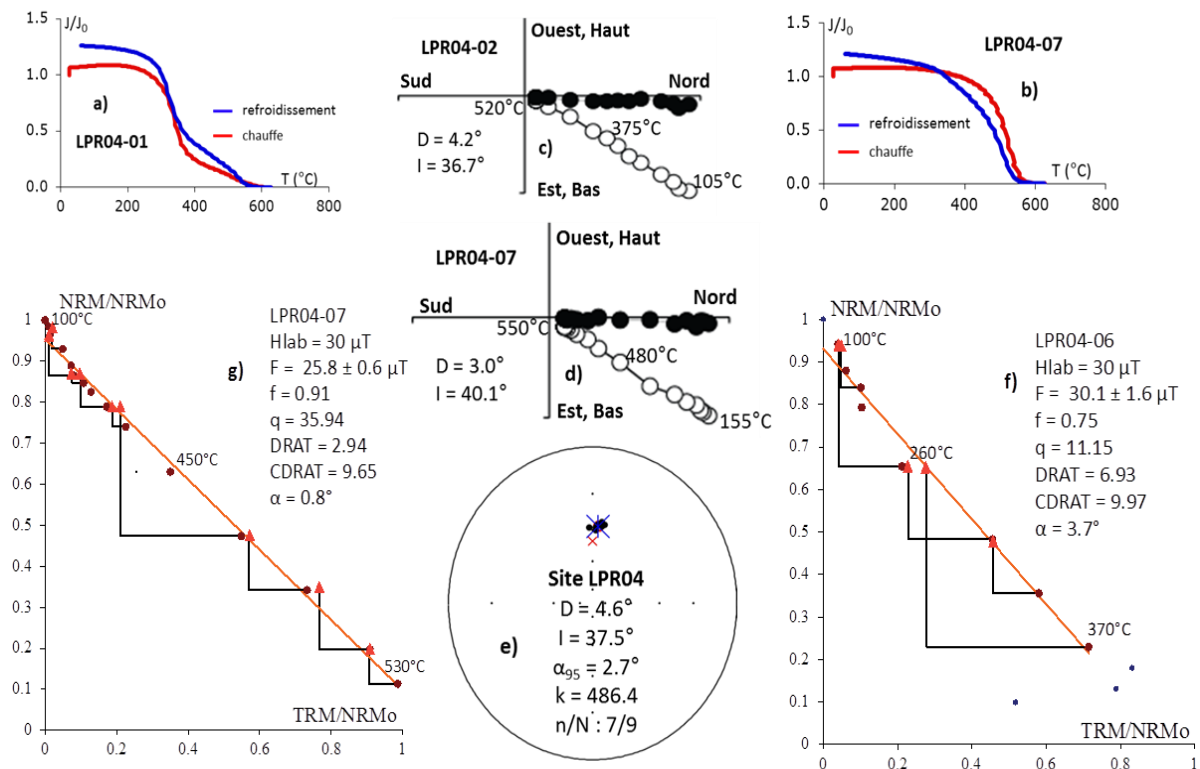 J/J₀
1.5
1.0
0.5
0.0
0
200
400
600
800
a)
LPR04-01
refroidissement
chauffe
T (°C)
LPR04-02
Ouest, Haut
Sud
Nord
520°C
375°C
105°C
D = 4.2°
I = 36.7°
c)
Est, Bas
J/J₀
1.5
1.0
0.5
0.0
0
200
400
600
800
LPR04-07
b)
refroidissement
chauffe
T (°C)
LPR04-07
Ouest, Haut
Sud
Nord
550°C
480°C
155°C
D = 3.0°
I = 40.1°
d)
Est, Bas
NRM/NRMo
1
0.9
0.8
0.7
0.6
0.5
0.4
0.3
0.2
0.1
0
0
0.2
0.4
0.6
0.8
1
100°C
450°C
530°C
g)
LPR04-07
Hlab = 30 µT
F = 25.8 ± 0.6 µT
f = 0.91
q = 35.94
DRAT = 2.94
CDRAT = 9.65
α = 0.8°
TRM/NRMo
Site LPR04
D = 4.6°
I = 37.5°
α₉₅ = 2.7°
k = 486.4
n/N : 7/9
e)
NRM/NRMo
1
0.9
0.8
0.7
0.6
0.5
0.4
0.3
0.2
0.1
0
0
0.2
0.4
0.6
0.8
1
100°C
260°C
370°C
f)
LPR04-06
Hlab = 30 µT
F = 30.1 ± 1.6 µT
f = 0.75
q = 11.15
DRAT = 6.93
CDRAT = 9.97
α = 3.7°
TRM/NRMo